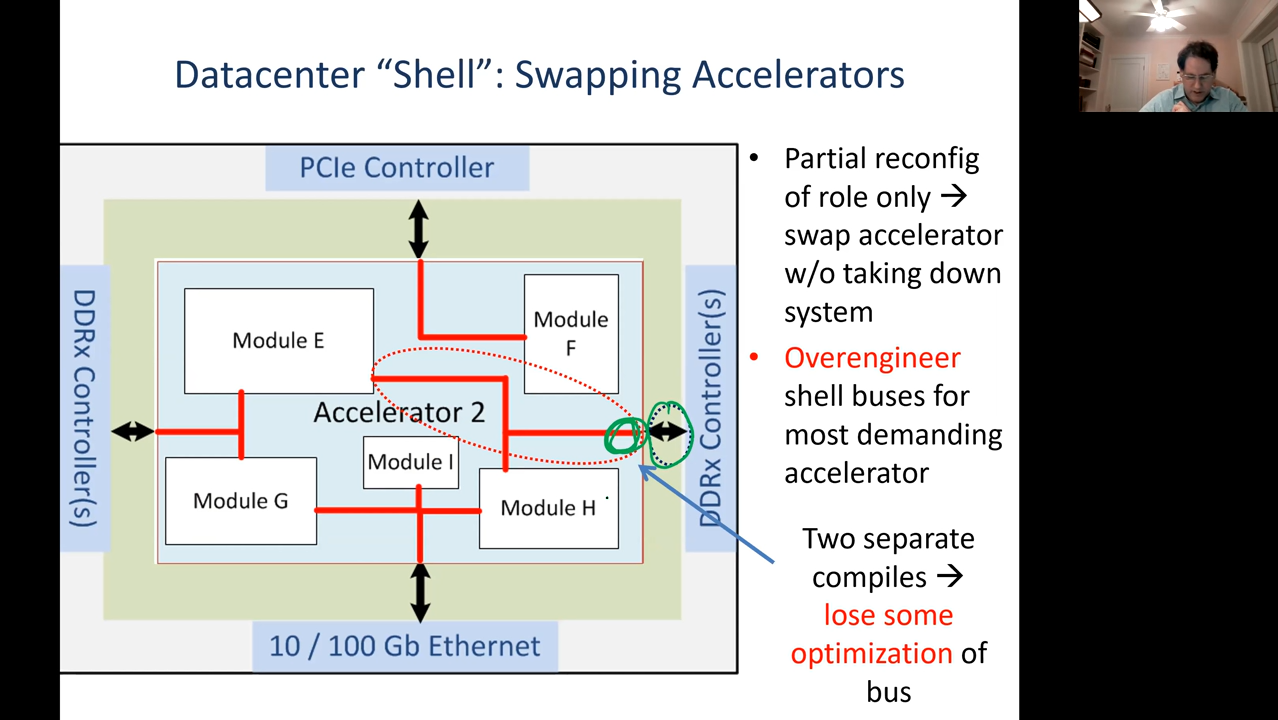 Datacenter “Shell”: Swapping Accelerators
PCIe Controller
DDRx Controller(s)
Module E
Module
F
Accelerator 2
Module I
Module G
Module H
DDRx Controller(s)
10 / 100 Gb Ethernet
• Partial reconfig
of role only →
swap accelerator
w/o taking down
system
• Overengineer
shell buses for
most demanding
accelerator
Two separate
compiles →
lose some
optimization of
bus